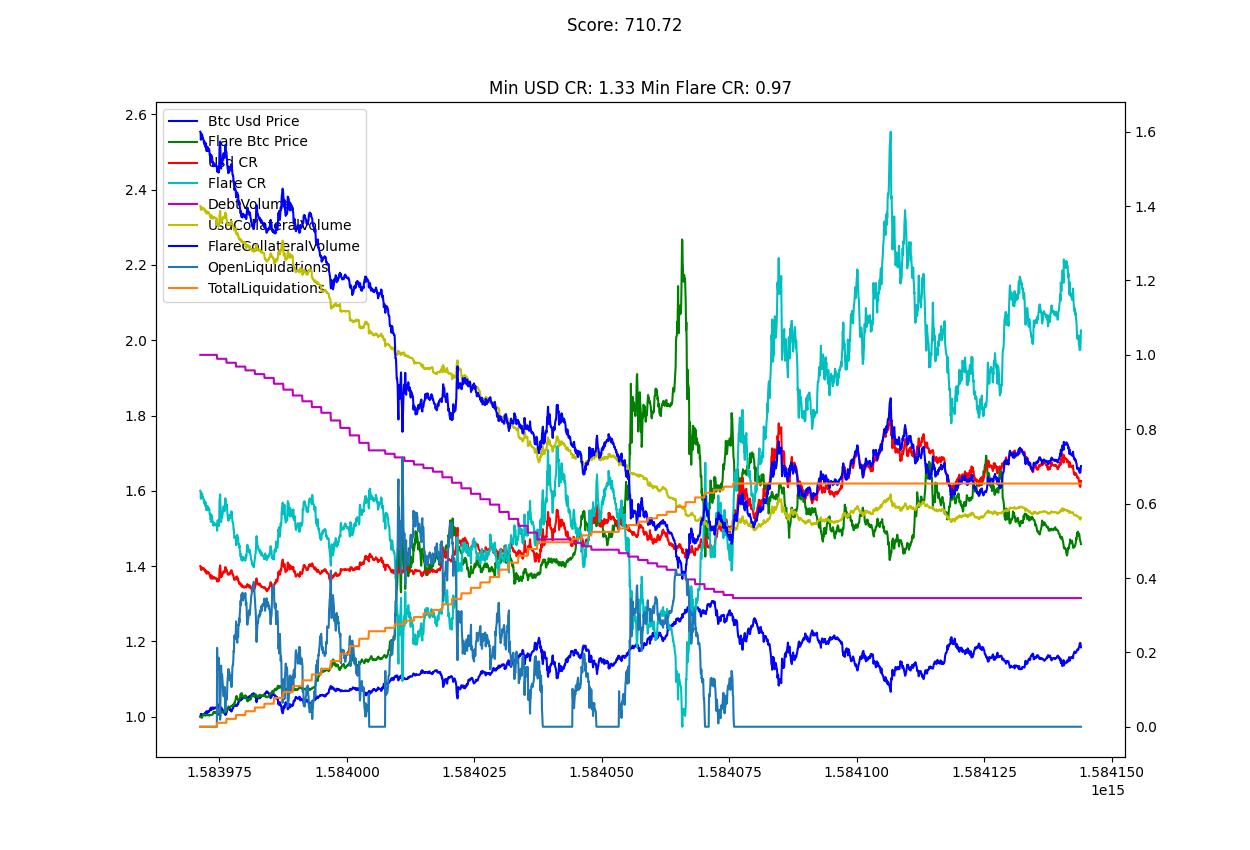 Score: 710.72
Min USD CR: 1.33 Min Flare CR: 0.97
Btc Usd Price
Flare Btc Price
Usd CR
Flare CR
DebtVolume
UsdCollateralVolume
FlareCollateralVolume
OpenLiquidations
TotalLiquidations
2.6
2.4
2.2
2.0
1.8
1.6
1.4
1.2
1.0
1.6
1.4
1.2
1.0
0.8
0.6
0.4
0.2
0.0
1.583975 1.584000 1.584025 1.584050 1.584075 1.584100 1.584125 1.584150
1e15